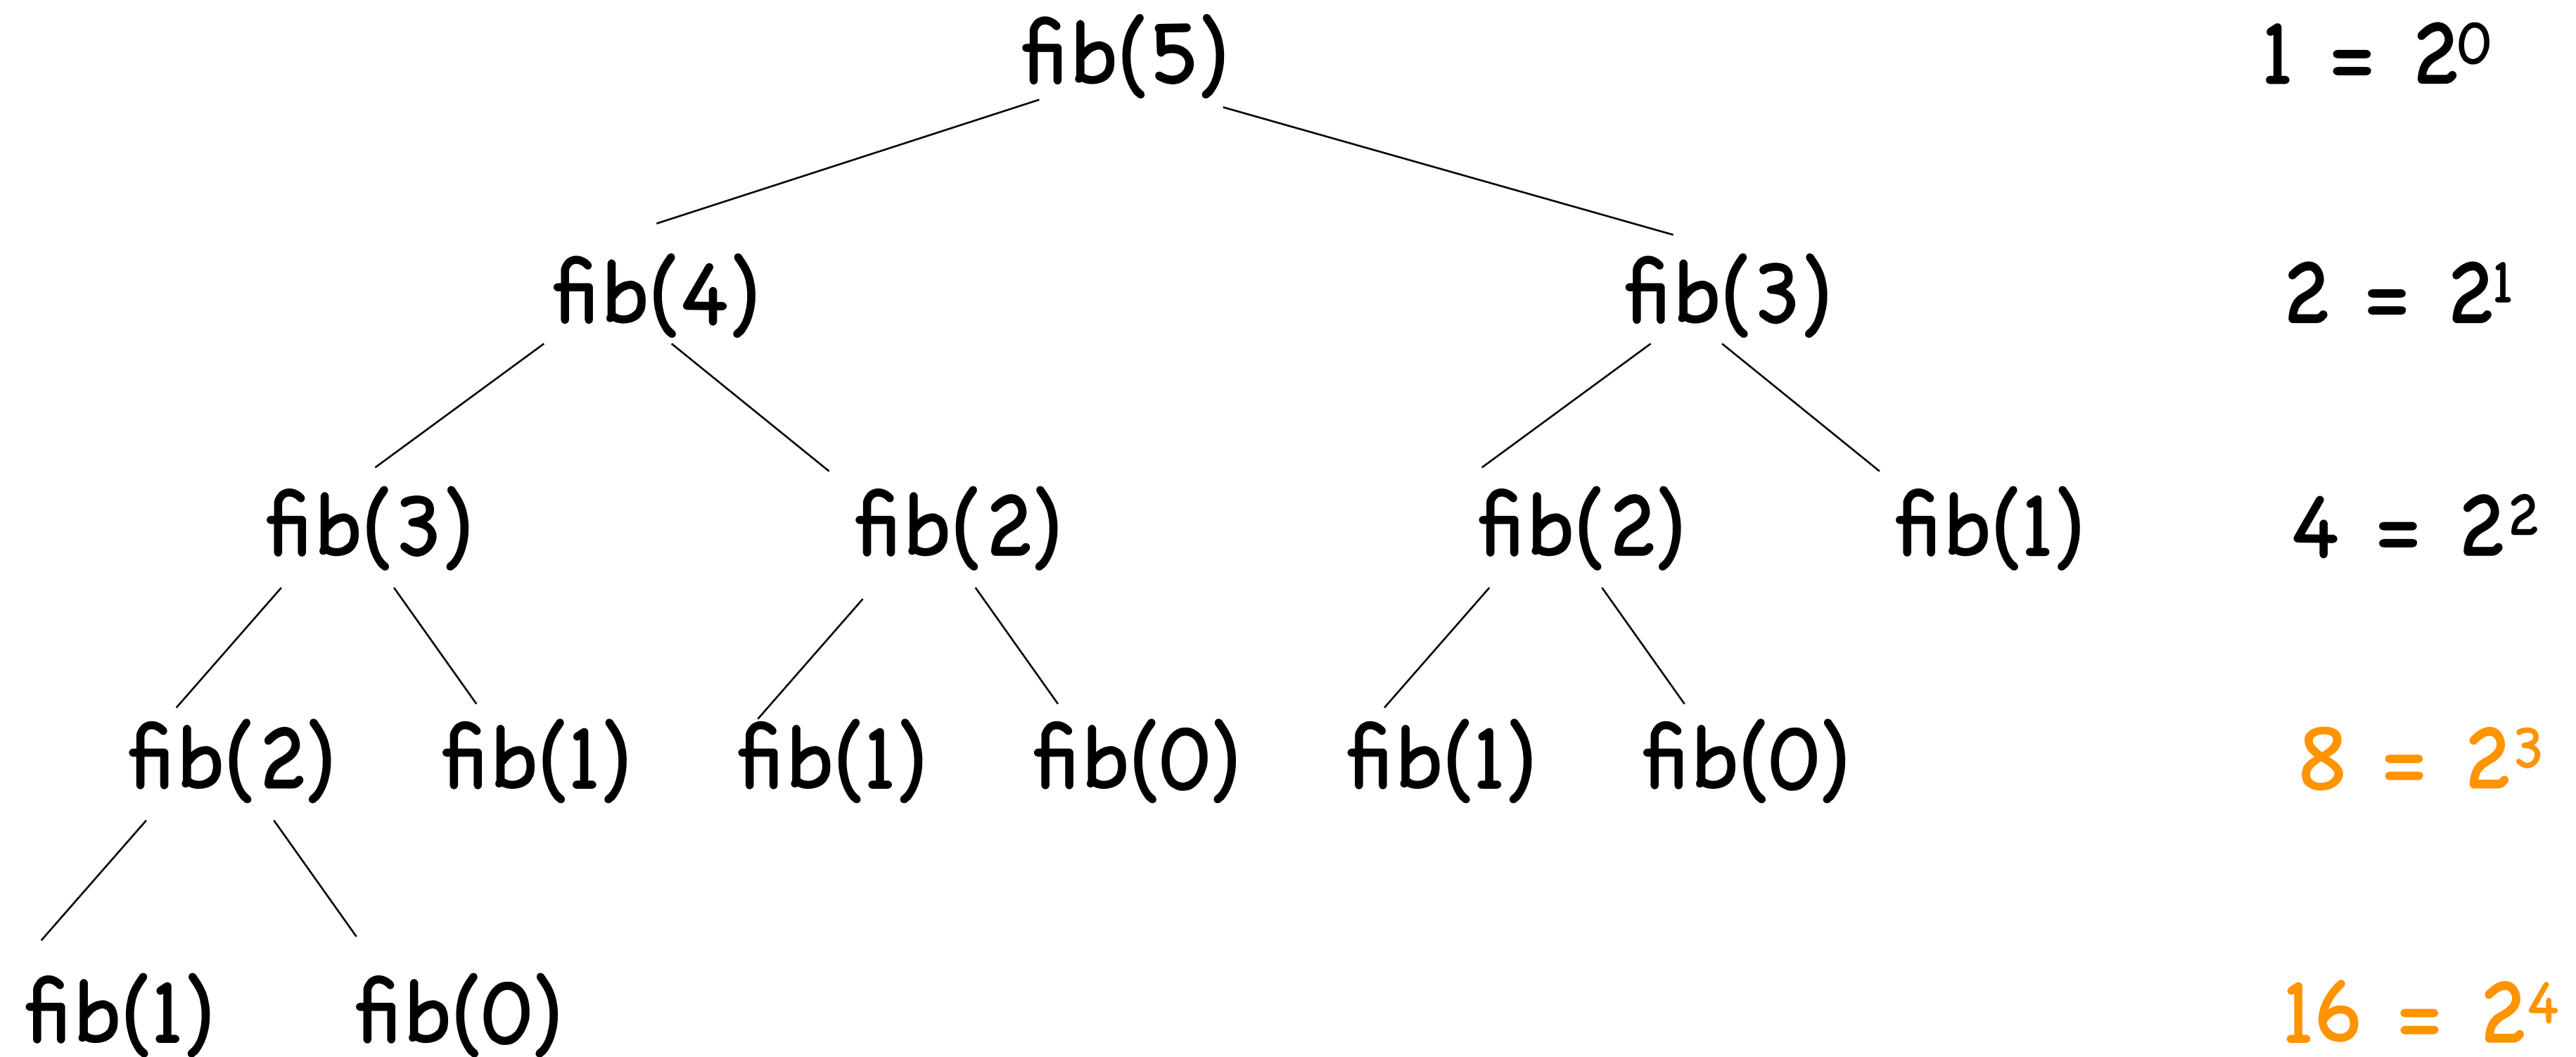 fib(5) 1 = 2⁰
fib(4) fib(3) 2 = 2¹
fib(3) fib(2) fib(2) fib(1) 4 = 2²
fib(2) fib(1) fib(1) fib(0) fib(1) fib(0) 8 = 2³
fib(1) fib(0) 16 = 2⁴